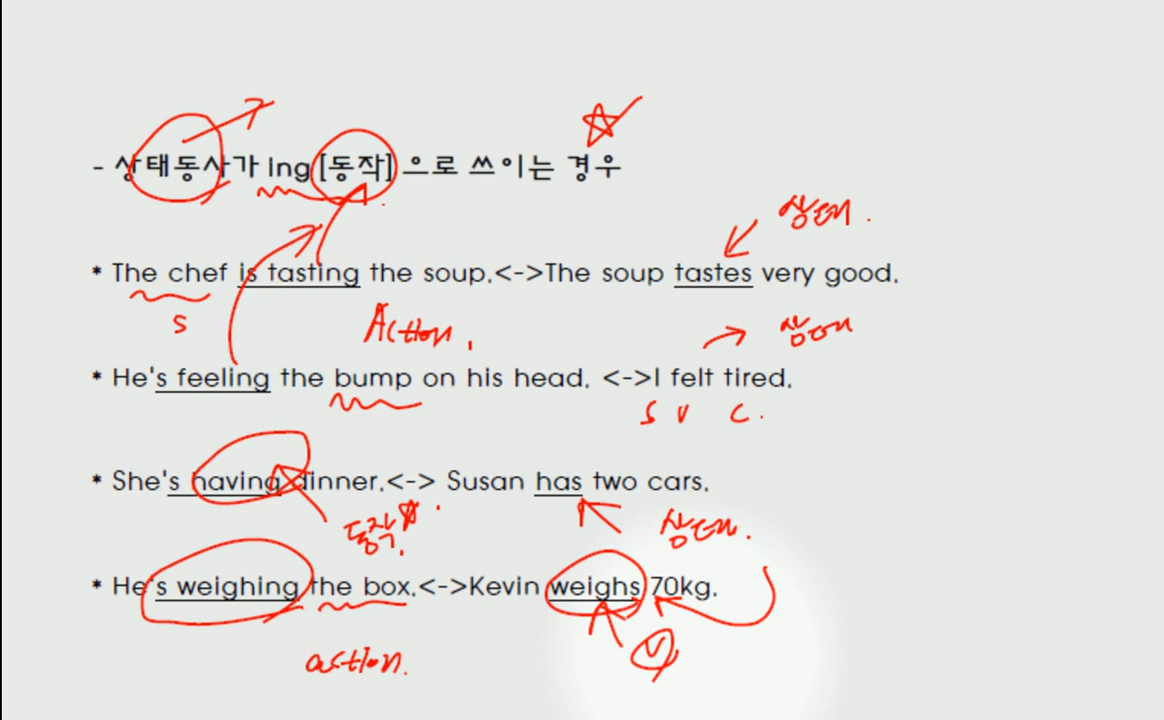 - 상태동사가 ing [동작] 으로 쓰이는 경우
상태.
* The chef is tasting the soup.<->The soup tastes very good.
s
Action.
상태
* He's feeling the bump on his head. <->I felt tired.
S V C.
* She's having dinner.<-> Susan has two cars.
동작.
상태.
* He's weighing the box.<->Kevin weighs 70kg.
action.
V